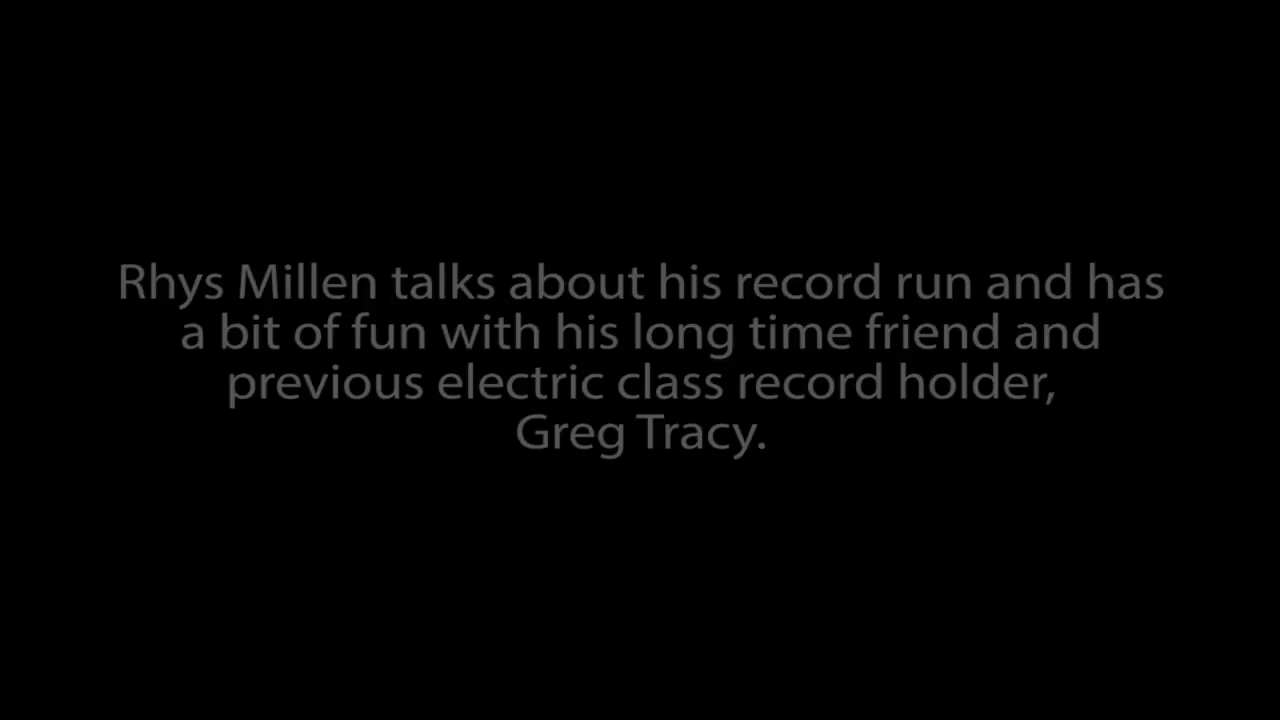 Rhys Millen talks about his record run and has
a bit of fun with his long time friend and
previous electric class record holder,
Greg Tracy.